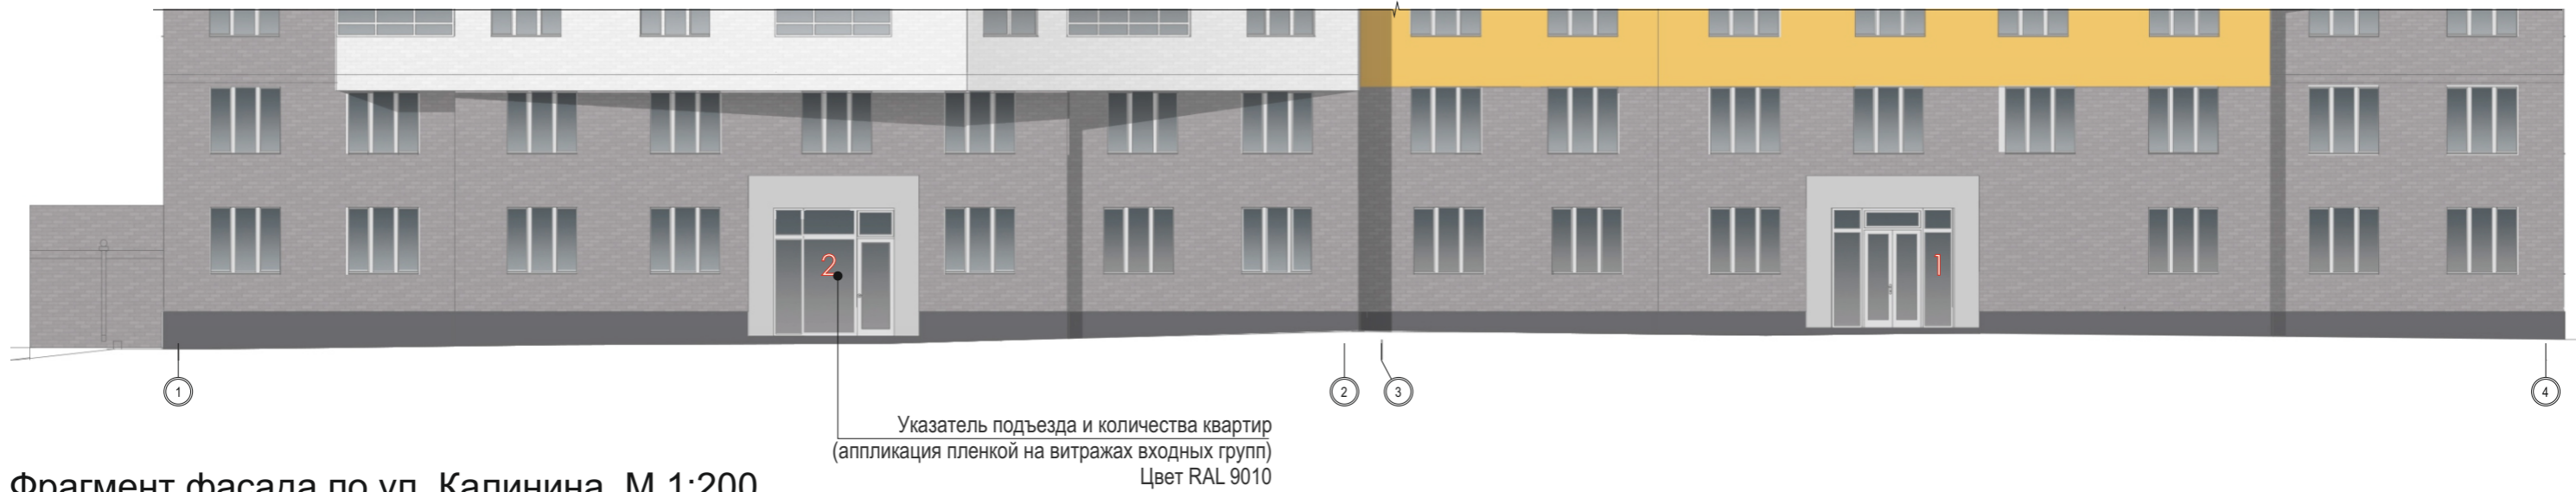 2
1
1
2
3
4
Указатель подъезда и количества квартир
(аппликация пленкой на витражах входных групп)
Цвет RAL 9010
Фрагмент фасада по ул. Калинина. М 1:200